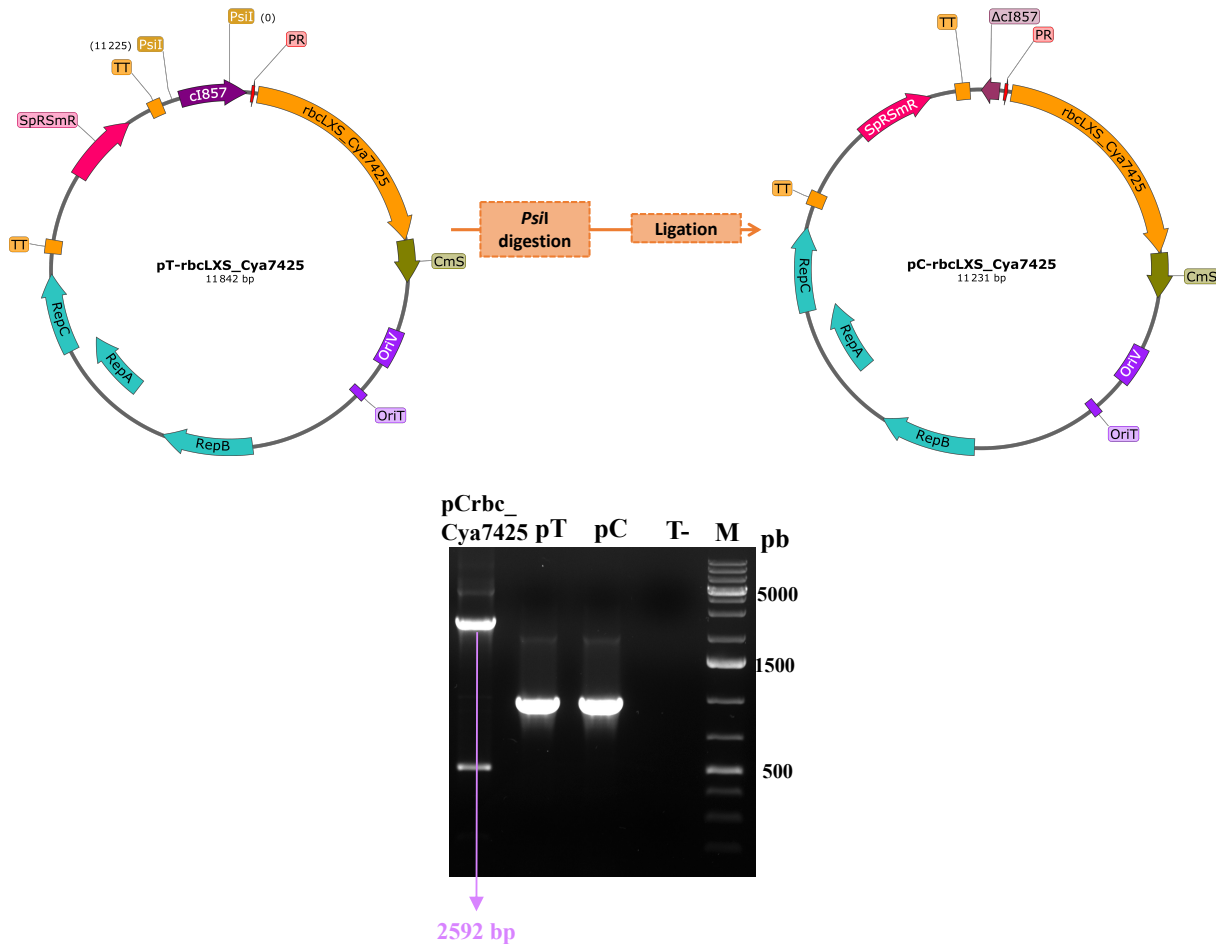 PsiI (0)
(11225) PsiI
PR
TT
cI857
SpRSmR
rbcLXS_Cya7425
TT
pT-rbcLXS_Cya7425
11842 bp
CmS
RepC
RepA
OriV
OriT
RepB
PsiI
digestion
Ligation
TT
ΔcI857
PR
SpRSmR
rbcLXS_Cya7425
TT
pC-rbcLXS_Cya7425
11231 bp
CmS
RepC
RepA
OriV
OriT
RepB
pCrbc_
Cya7425 pT pC T- M pb
5000
1500
500
2592 bp